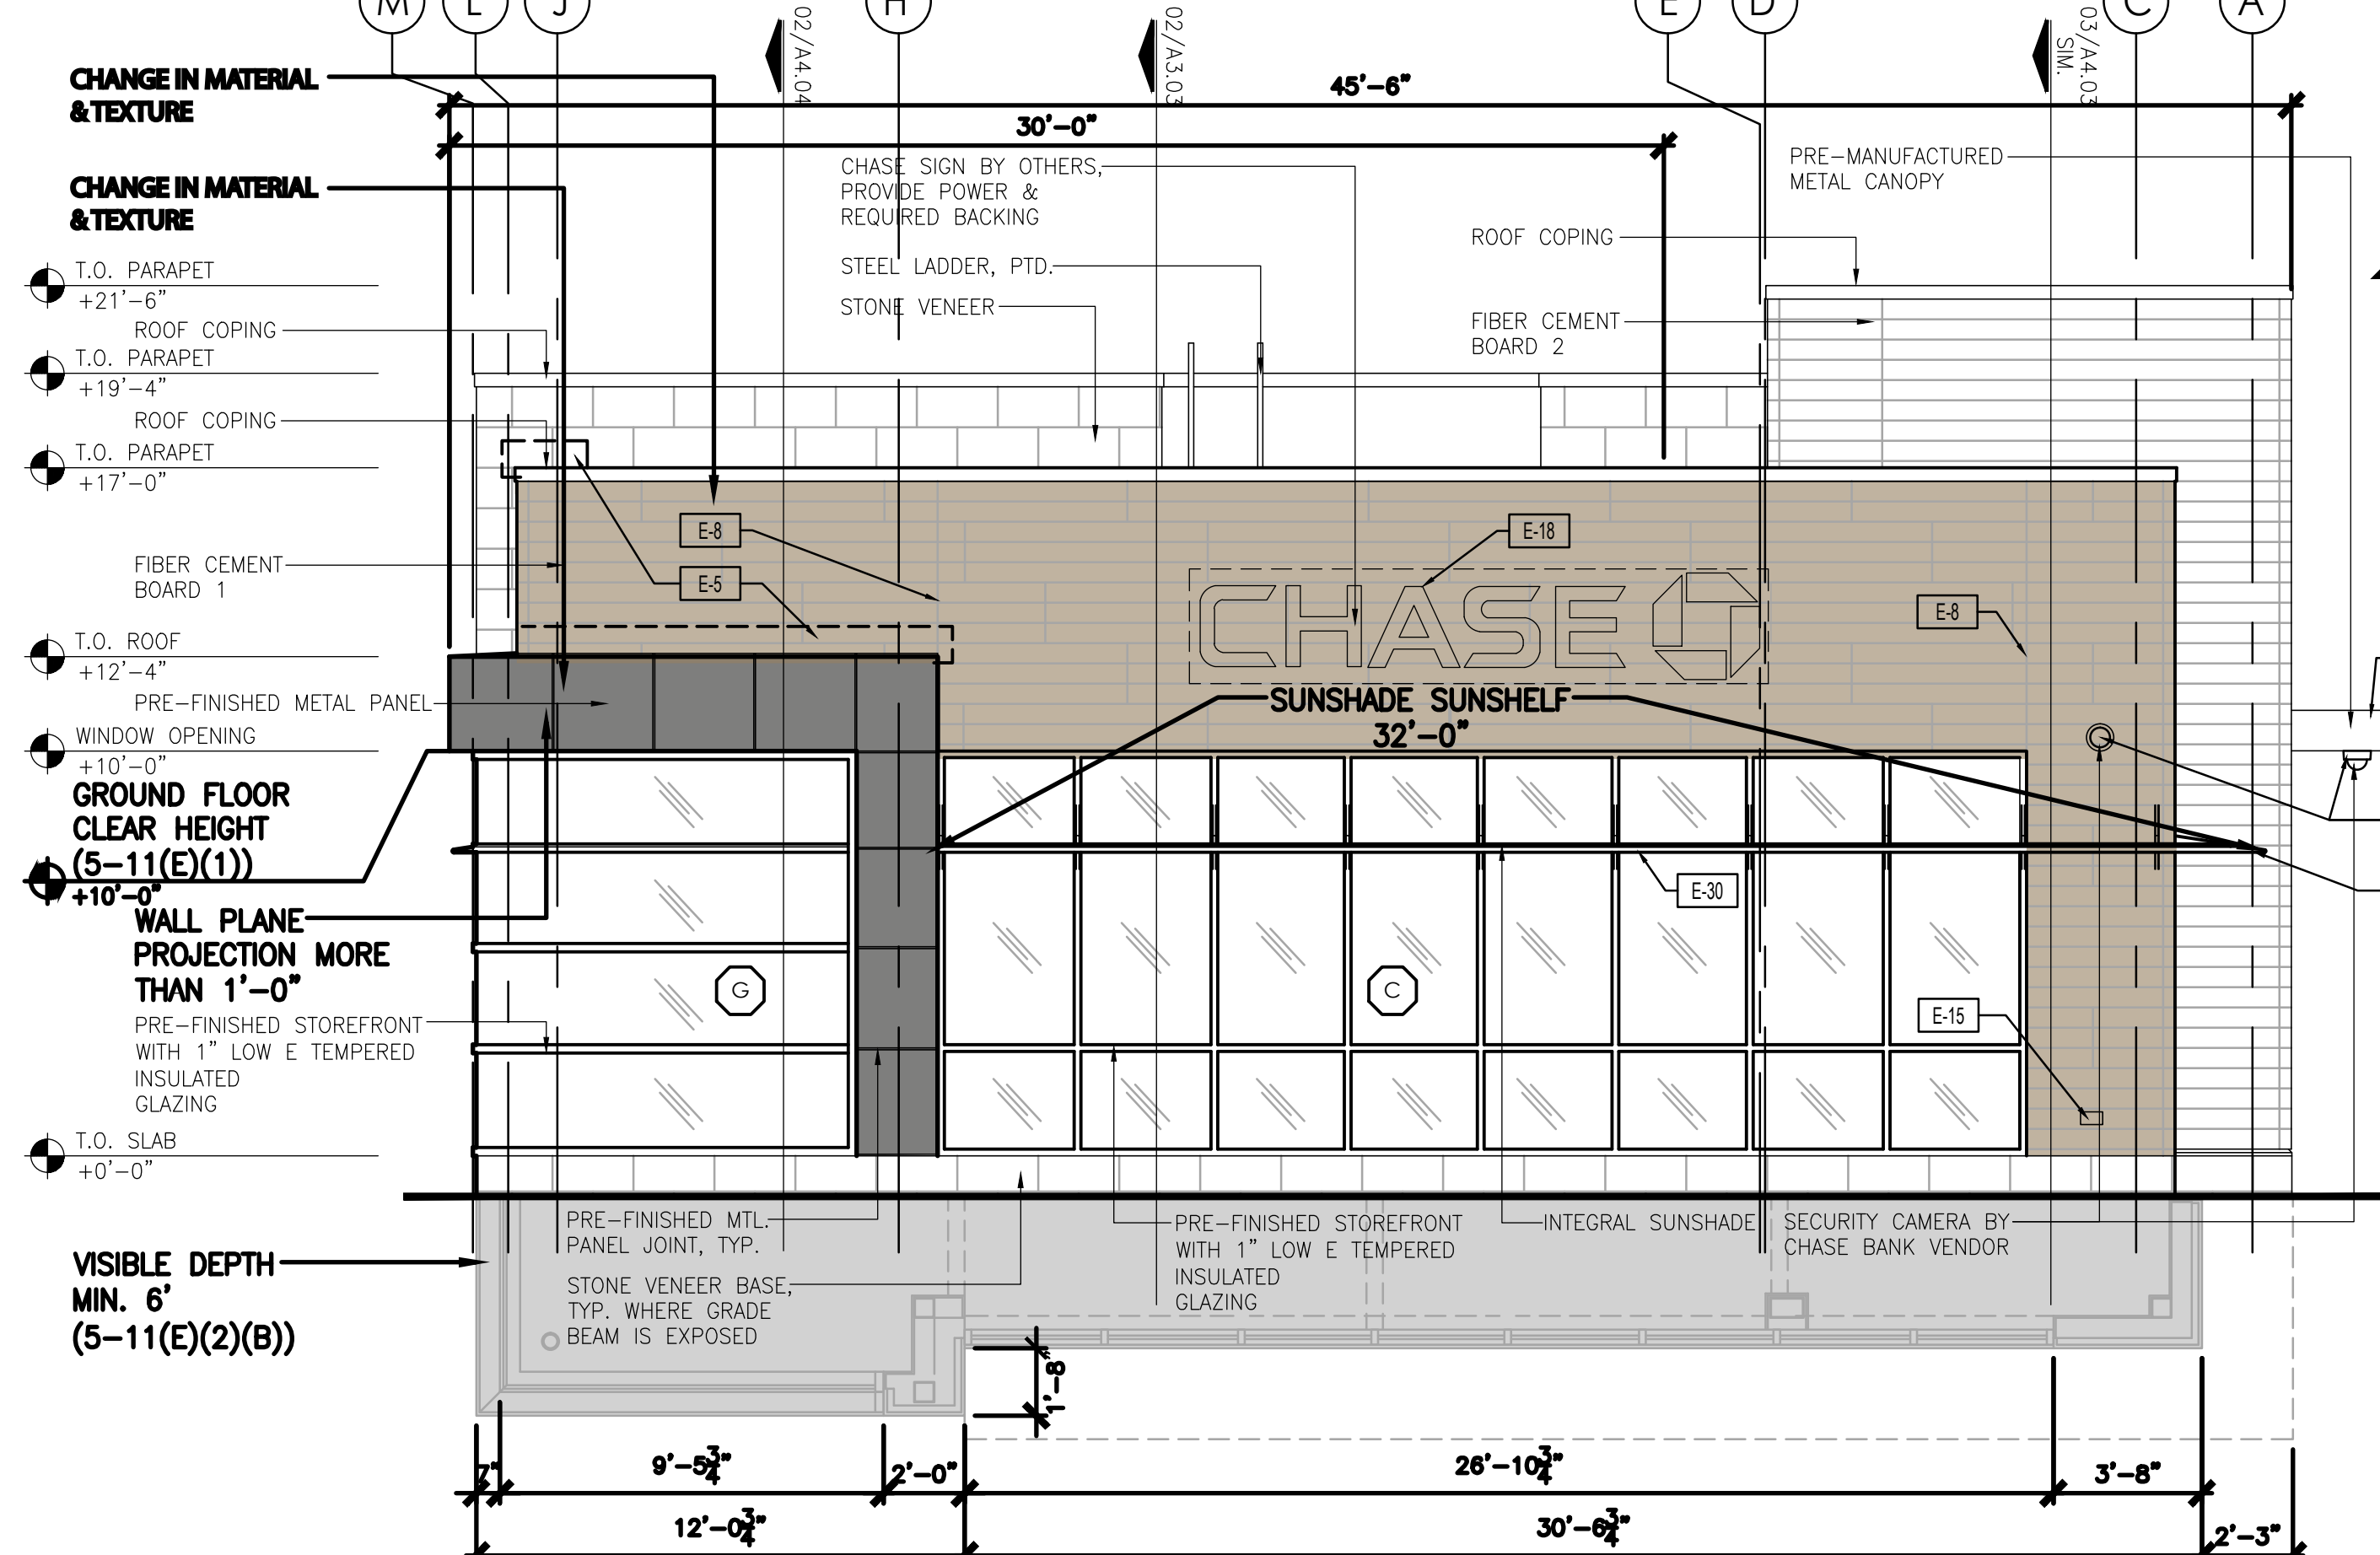 M
L
J
H
E
D
C
A
02/A4.04
02/A3.03
03/A4.03
SIM.
CHANGE IN MATERIAL
& TEXTURE
45'-6"
30'-0"
CHASE SIGN BY OTHERS,
PROVIDE POWER &
REQUIRED BACKING
PRE-MANUFACTURED
METAL CANOPY
CHANGE IN MATERIAL
& TEXTURE
ROOF COPING
STEEL LADDER, PTD.
STONE VENEER
FIBER CEMENT
BOARD 2
T.O. PARAPET
+21'-6"
ROOF COPING
T.O. PARAPET
+19'-4"
ROOF COPING
T.O. PARAPET
+17'-0"
E-8
E-18
E-5
E-8
FIBER CEMENT
BOARD 1
CHASE
T.O. ROOF
+12'-4"
PRE-FINISHED METAL PANEL
SUNSHADE SUNSHELF
32'-0"
WINDOW OPENING
+10'-0"
GROUND FLOOR
CLEAR HEIGHT
(5-11(E)(1))
+10'-0"
E-30
WALL PLANE
PROJECTION MORE
THAN 1'-0"
G
C
E-15
PRE-FINISHED STOREFRONT
WITH 1" LOW E TEMPERED
INSULATED
GLAZING
T.O. SLAB
+0'-0"
PRE-FINISHED MTL.
PANEL JOINT, TYP.
PRE-FINISHED STOREFRONT
WITH 1" LOW E TEMPERED
INSULATED
GLAZING
INTEGRAL SUNSHADE
SECURITY CAMERA BY
CHASE BANK VENDOR
STONE VENEER BASE,
TYP. WHERE GRADE
BEAM IS EXPOSED
VISIBLE DEPTH
MIN. 6'
(5-11(E)(2)(B))
1'-8"
7"
9'-5 3/4"
2'-0"
26'-10 3/4"
3'-8"
12'-0 3/4"
30'-6 3/4"
2'-3"